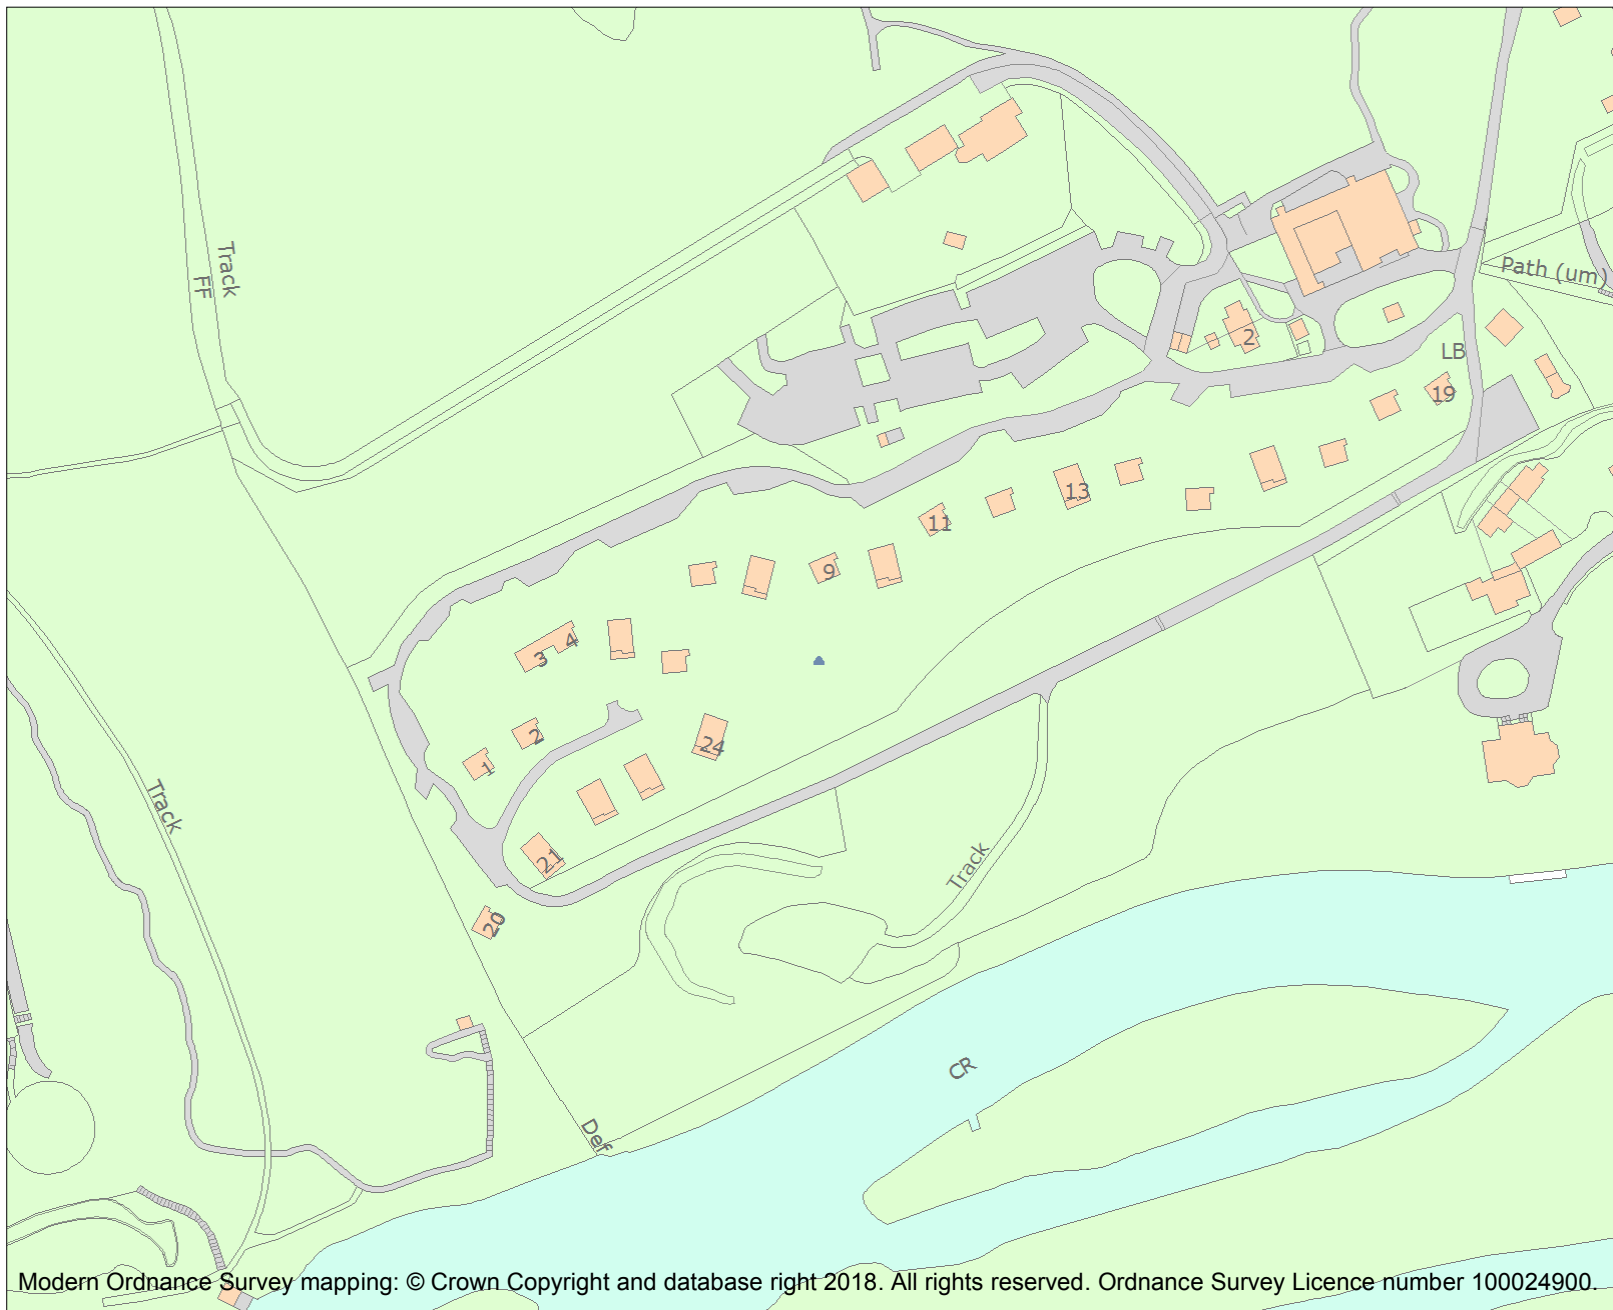 Track
FF
Path (um)
2
LB
19
13
11
9
4
3
2
1
24
21
20
Track
Track
CR
Def
Modern Ordnance Survey mapping: © Crown Copyright and database right 2018. All rights reserved. Ordnance Survey Licence number 100024900.